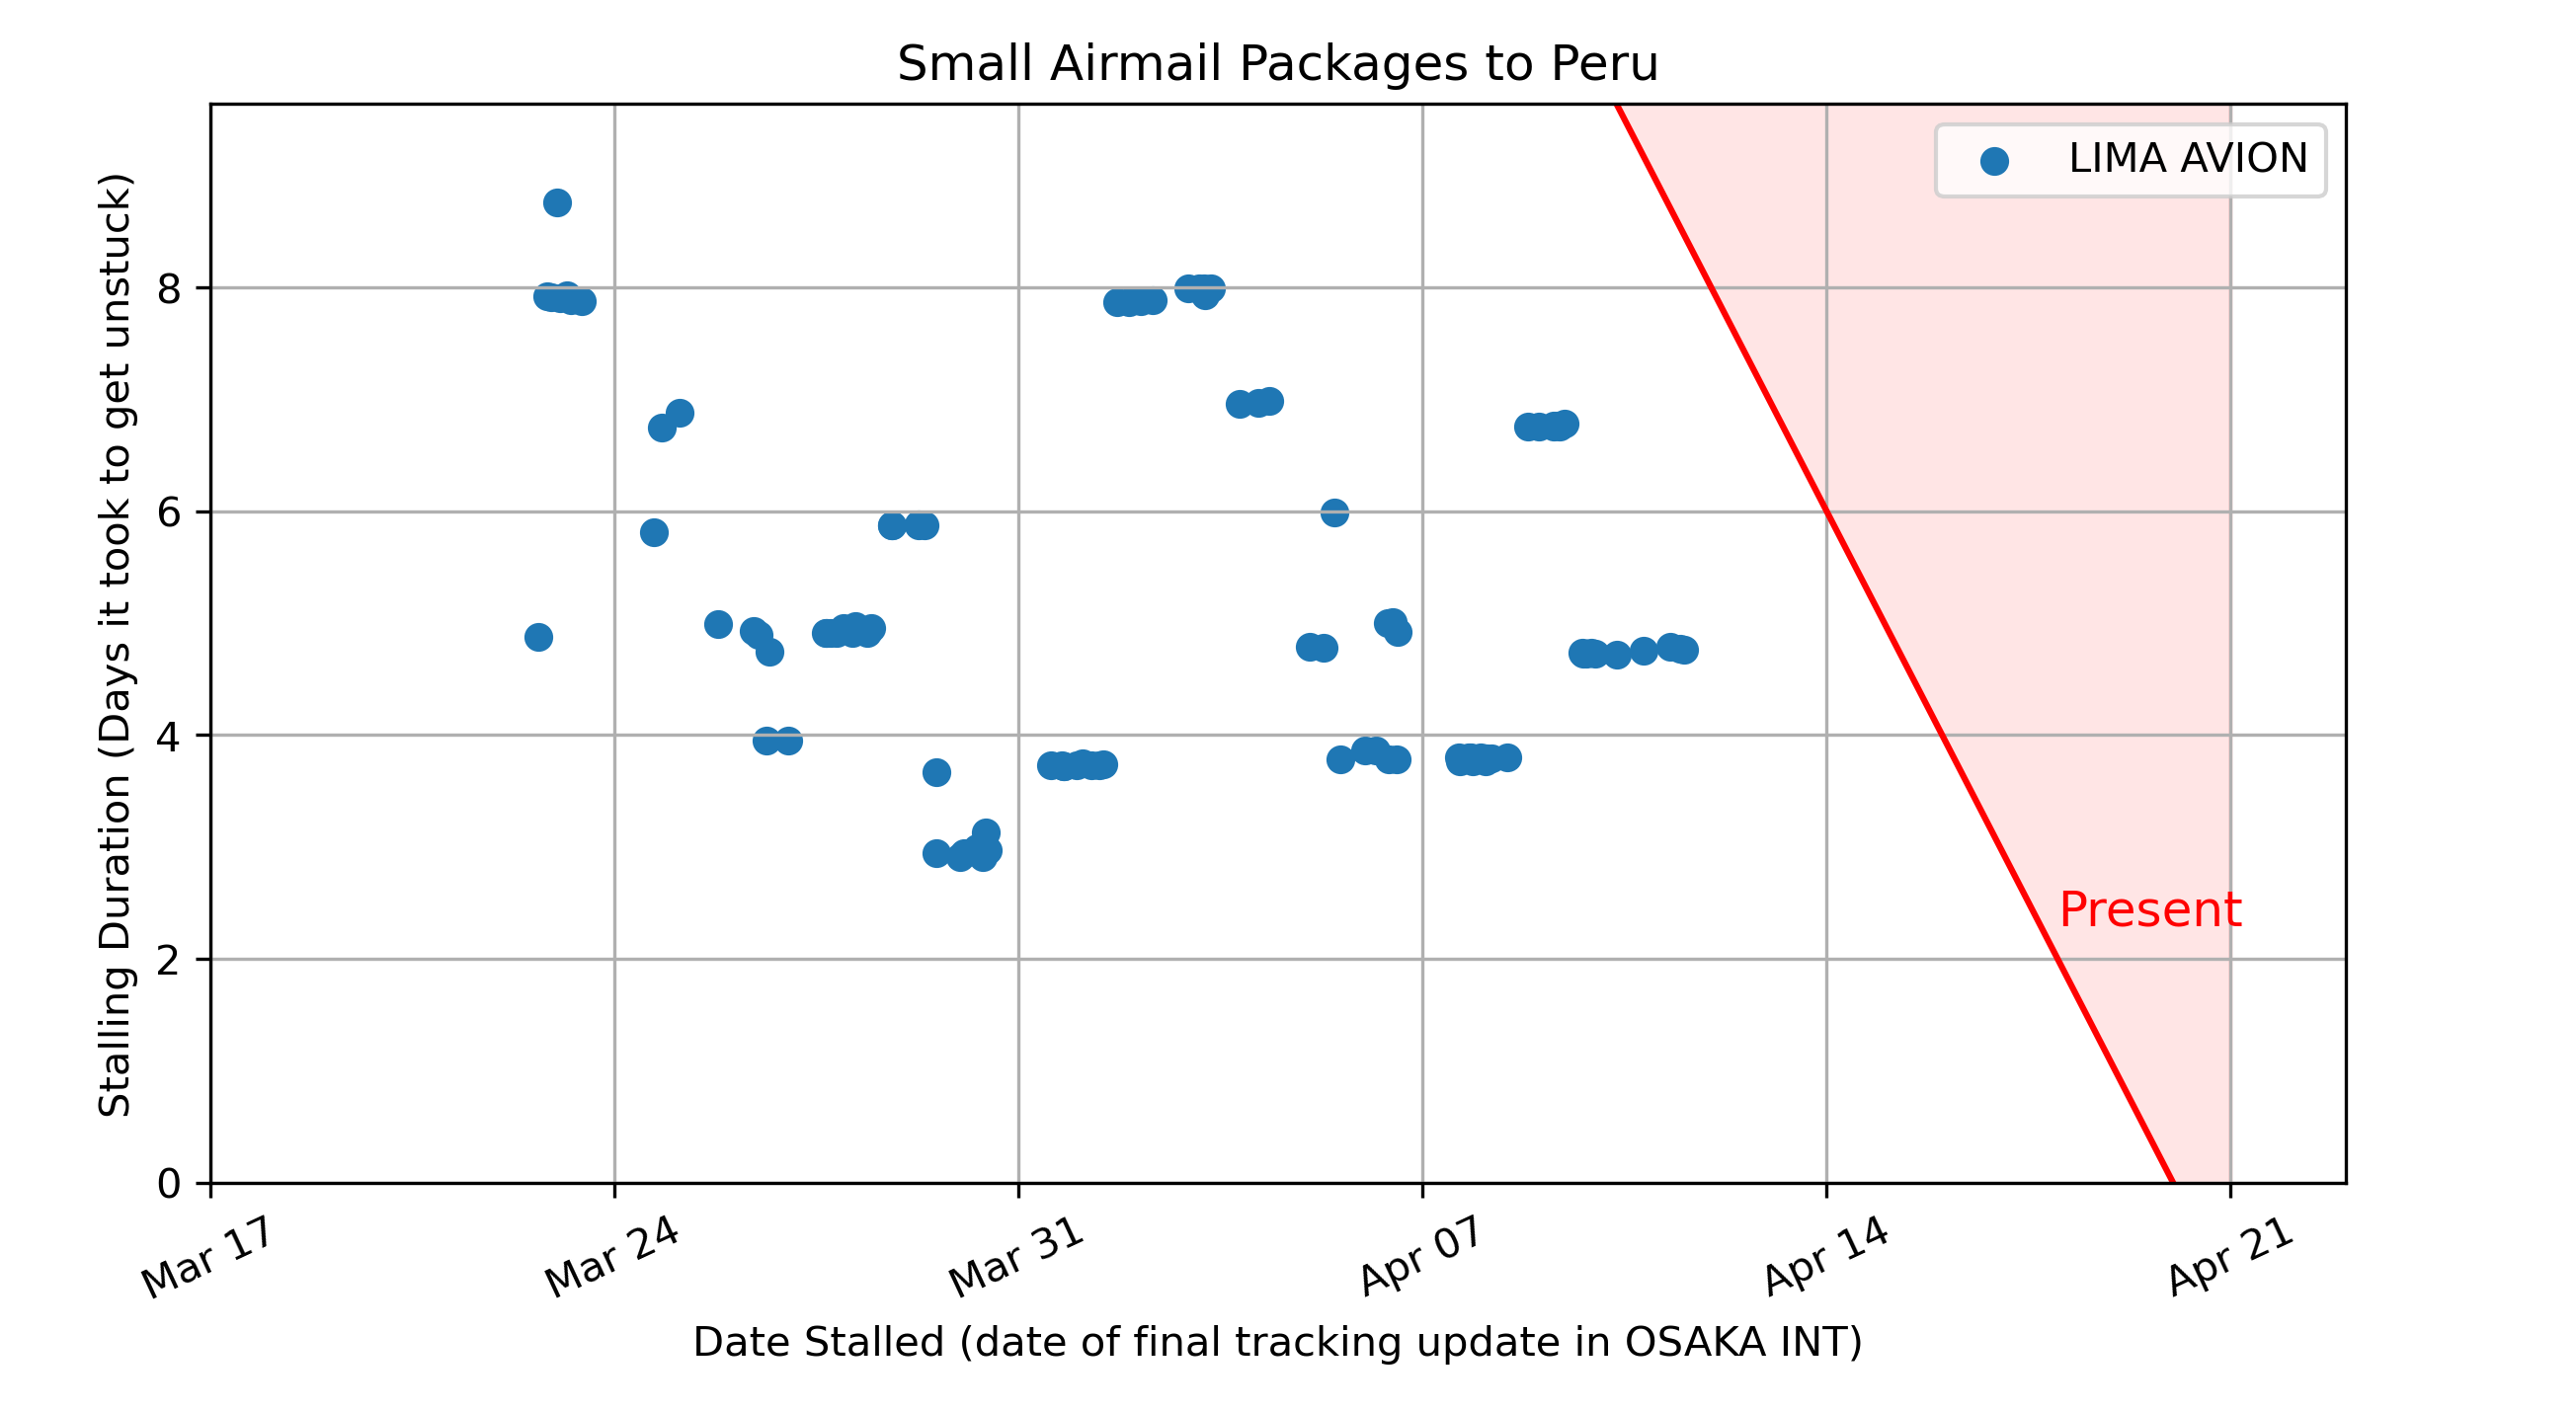 Small Airmail Packages to Peru
LIMA AVION
Stalling Duration (Days it took to get unstuck)
8
6
4
2
0
Present
Mar 17
Mar 24
Mar 31
Apr 07
Apr 14
Apr 21
Date Stalled (date of final tracking update in OSAKA INT)